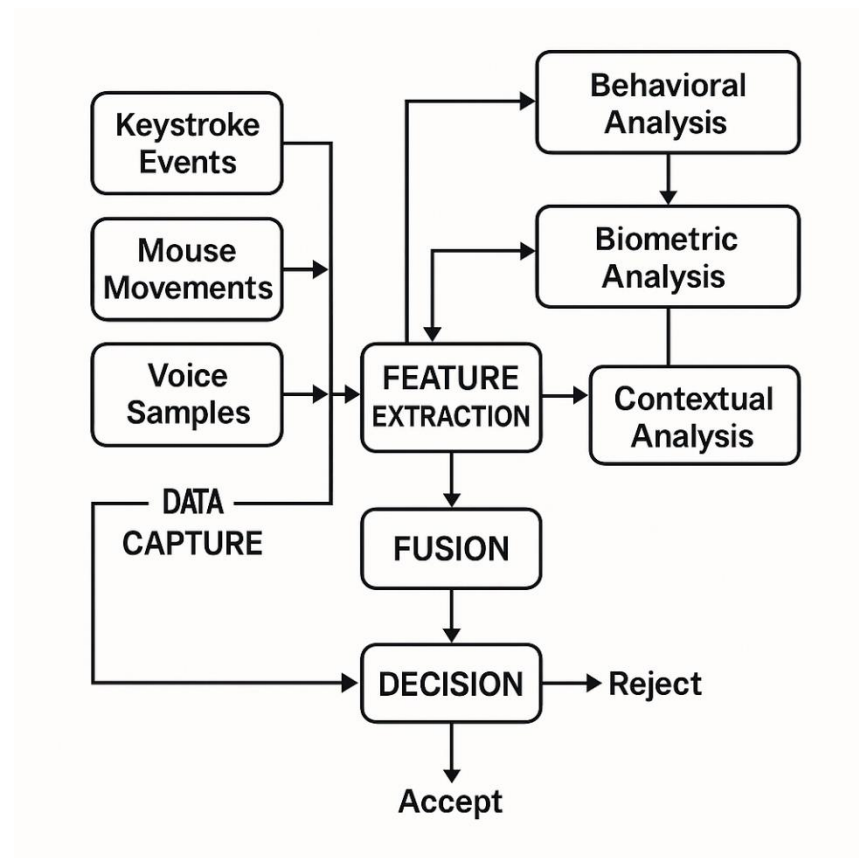 Keystroke
Events
Mouse
Movements
Voice
Samples
DATA
CAPTURE
Behavioral
Analysis
Biometric
Analysis
FEATURE
EXTRACTION
Contextual
Analysis
FUSION
DECISION
Reject
Accept